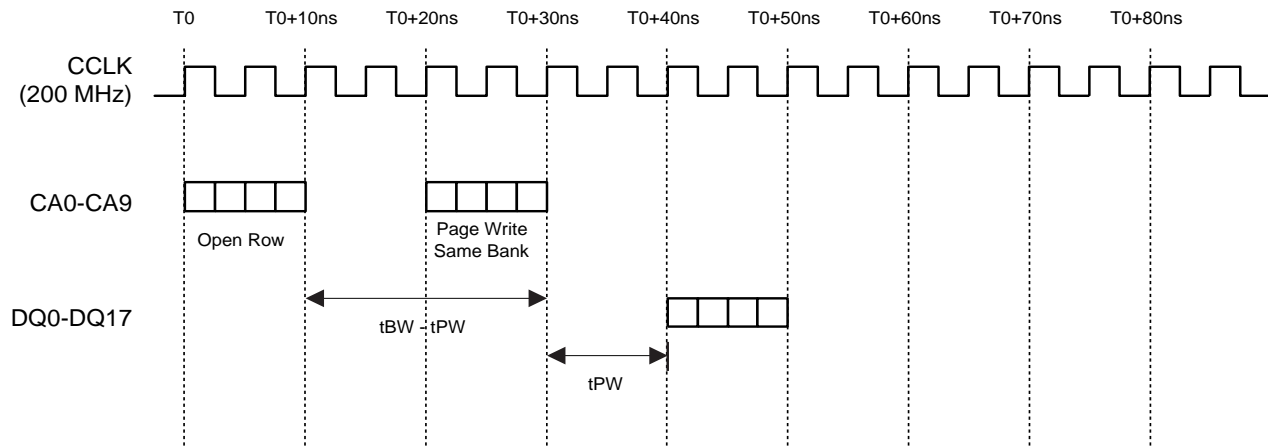 T0 T0+10ns T0+20ns T0+30ns T0+40ns T0+50ns T0+60ns T0+70ns T0+80ns
CCLK
(200 MHz)
CA0-CA9
Open Row
Page Write
Same Bank
DQ0-DQ17
tBW - tPW
tPW